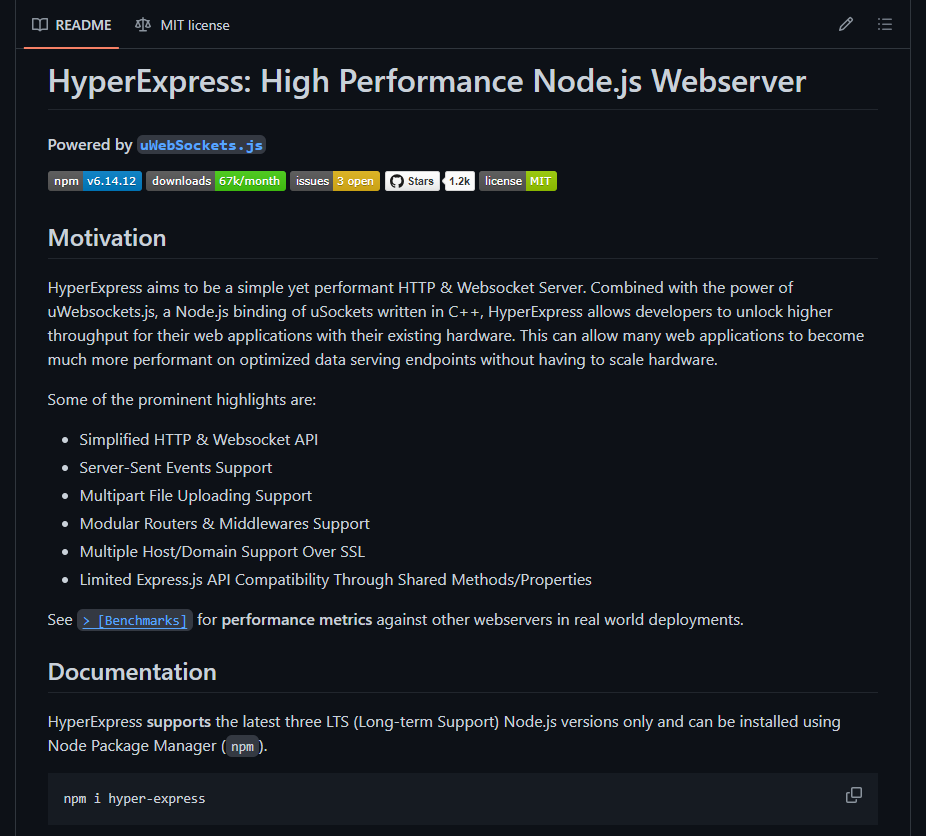 README MIT license
HyperExpress: High Performance Node.js Webserver
Powered by uWebSockets.js
npm v6.14.12 downloads 67k/month issues 3 open Stars 1.2k license MIT
Motivation
HyperExpress aims to be a simple yet performant HTTP & Websocket Server. Combined with the power of
uWebsockets.js, a Node.js binding of uSockets written in C++, HyperExpress allows developers to unlock higher
throughput for their web applications with their existing hardware. This can allow many web applications to become
much more performant on optimized data serving endpoints without having to scale hardware.
Some of the prominent highlights are:
• Simplified HTTP & Websocket API
• Server-Sent Events Support
• Multipart File Uploading Support
• Modular Routers & Middlewares Support
• Multiple Host/Domain Support Over SSL
• Limited Express.js API Compatibility Through Shared Methods/Properties
See > [Benchmarks] for performance metrics against other webservers in real world deployments.
Documentation
HyperExpress supports the latest three LTS (Long-term Support) Node.js versions only and can be installed using
Node Package Manager (npm).
npm i hyper-express